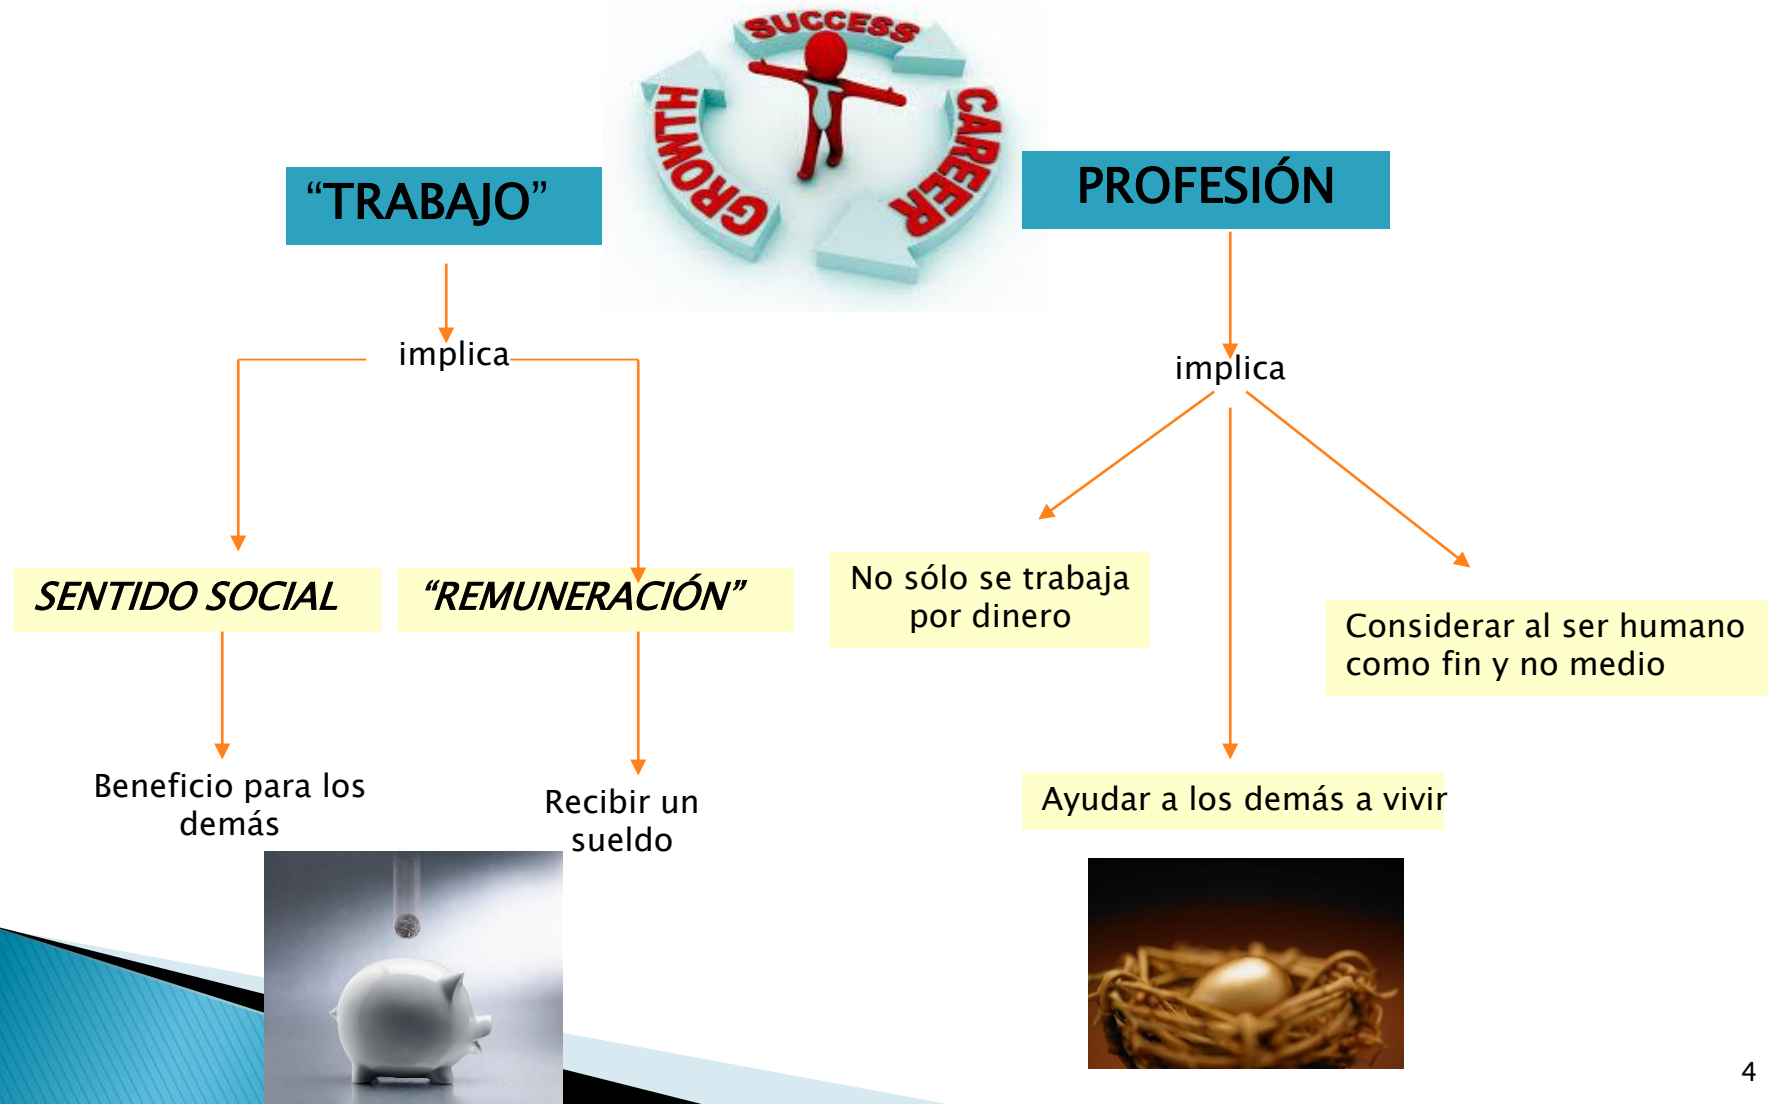 SUCCESS
GROWTH
CAREER
“TRABAJO”
PROFESIÓN
implica
implica
SENTIDO SOCIAL
“REMUNERACIÓN”
No sólo se trabaja
por dinero
Considerar al ser humano
como fin y no medio
Beneficio para los
demás
Recibir un
sueldo
Ayudar a los demás a vivir
4